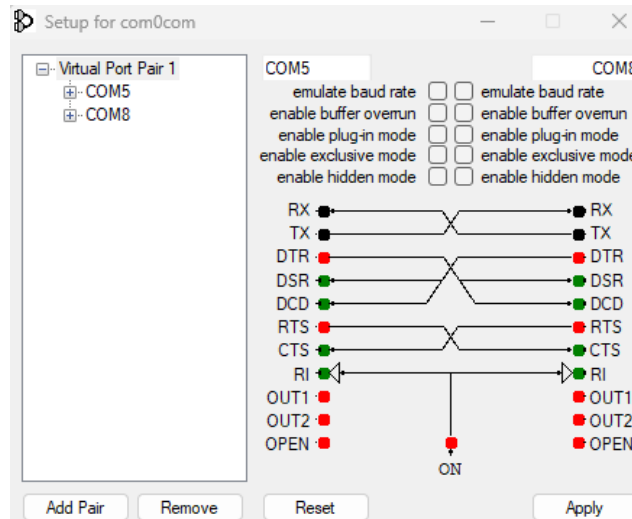 Setup for com0com
Virtual Port Pair 1
COM5
COM8
COM5 COM8
emulate baud rate emulate baud rate
enable buffer overrun enable buffer overrun
enable plug-in mode enable plug-in mode
enable exclusive mode enable exclusive mode
enable hidden mode enable hidden mode
RX RX
TX TX
DTR DTR
DSR DSR
DCD DCD
RTS RTS
CTS CTS
RI RI
OUT1 OUT1
OUT2 OUT2
OPEN OPEN
ON
Add Pair Remove Reset Apply